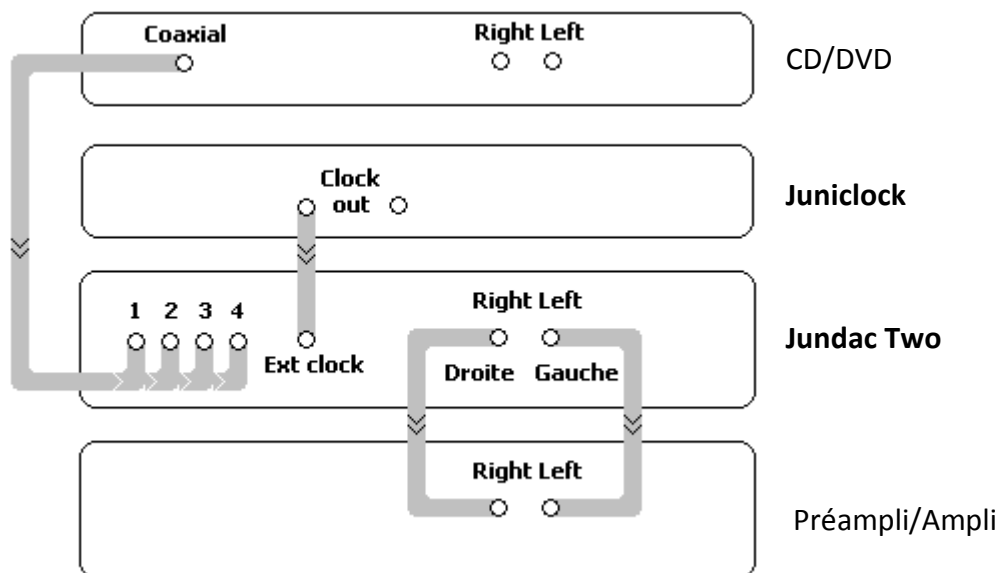 Coaxial
Right Left
CD/DVD
Clock
out
Juniclock
1 2 3 4
Ext clock
Right Left
Droite Gauche
Jundac Two
Right Left
Préampli/Ampli